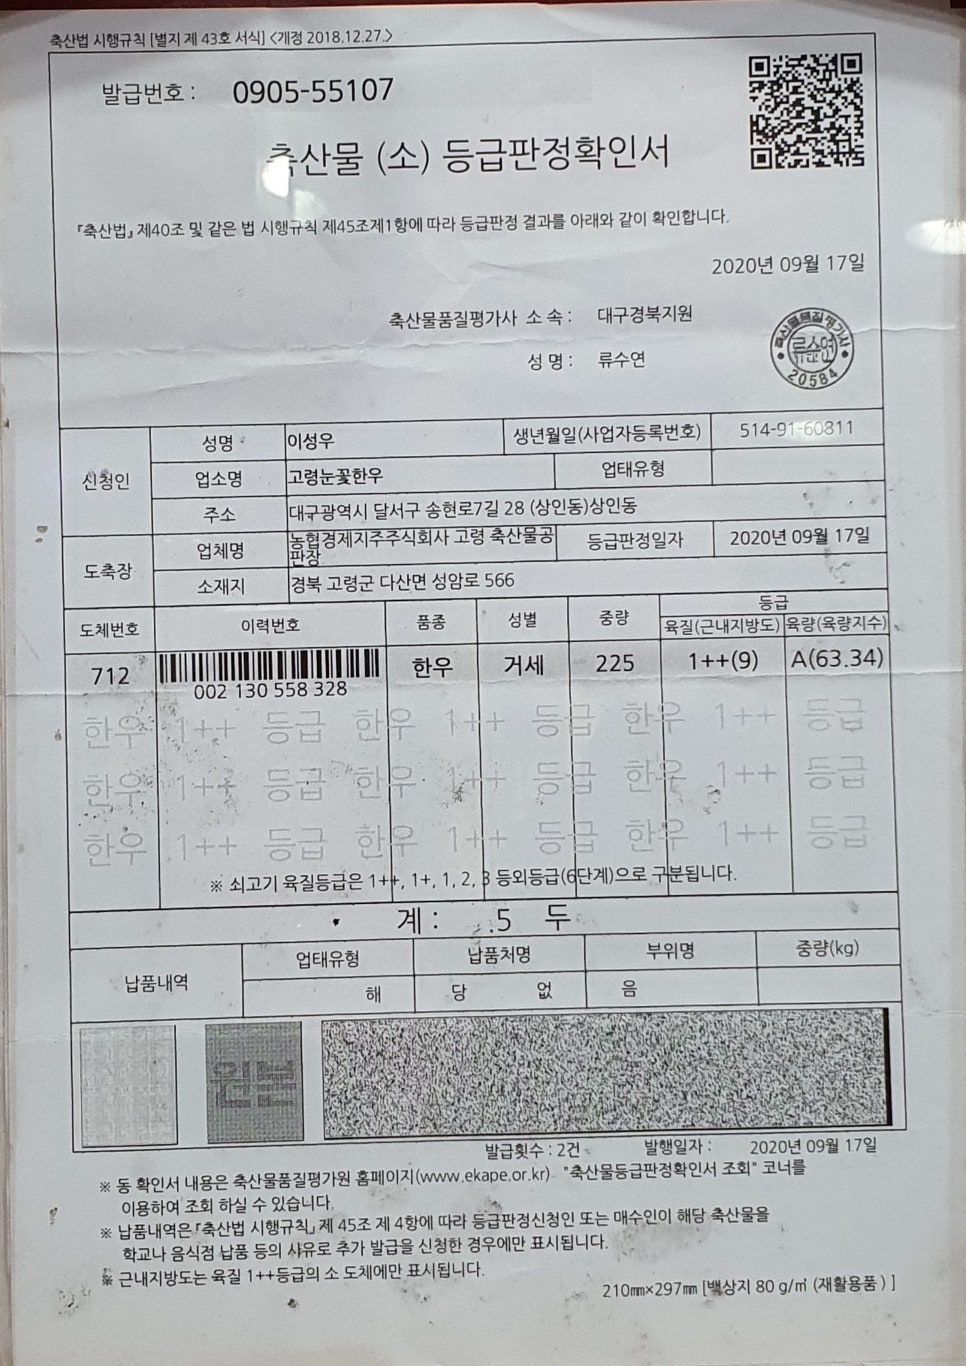 축산법 시행규칙 [별지 제 43호 서식] <개정 2018.12.27.>
발급번호 : 0905-55107
축산물 (소) 등급판정확인서
『축산법』 제40조 및 같은 법 시행규칙 제45조제1항에 따라 등급판정 결과를 아래와 같이 확인합니다.
2020년 09월 17일
축산물품질평가사 소 속 : 대구경북지원
성 명 : 류수연
축산물품질평가사
류수연
20584
신청인 성명 이성우 생년월일(사업자등록번호) 514-91-60811
업소명 고령눈꽃한우 업태유형
주소 대구광역시 달서구 송현로7길 28 (상인동)상인동
도축장 업체명 농협경제지주주식회사 고령 축산물공판장 등급판정일자 2020년 09월 17일
소재지 경북 고령군 다산면 성암로 566
도체번호 이력번호 품종 성별 중량 등급
육질(근내지방도) 육량(육량지수)
712 002 130 558 328 한우 거세 225 1++(9) A(63.34)
한우 1++ 등급 한우 1++ 등급 한우 1++ 등급
한우 1++ 등급 한우 1++ 등급 한우 1++ 등급
한우 1++ 등급 한우 1++ 등급 한우 1++ 등급
※ 쇠고기 육질등급은 1++, 1+, 1, 2, 3 등외등급(6단계)으로 구분됩니다.
계 : 5 두
납품내역 업태유형 납품처명 부위명 중량(kg)
해 당 없 음
원본
발급횟수 : 2건 발행일자 : 2020년 09월 17일
※ 동 확인서 내용은 축산물품질평가원 홈페이지(www.ekape.or.kr) "축산물등급판정확인서 조회" 코너를
이용하여 조회 하실 수 있습니다.
※ 납품내역은 「축산법 시행규칙」 제 45조 제 4항에 따라 등급판정신청인 또는 매수인이 해당 축산물을
학교나 음식점 납품 등의 사유로 추가 발급을 신청한 경우에만 표시됩니다.
※ 근내지방도는 육질 1++등급의 소 도체에만 표시됩니다.
210㎜×297㎜ [백상지 80 g/㎡ (재활용품) ]